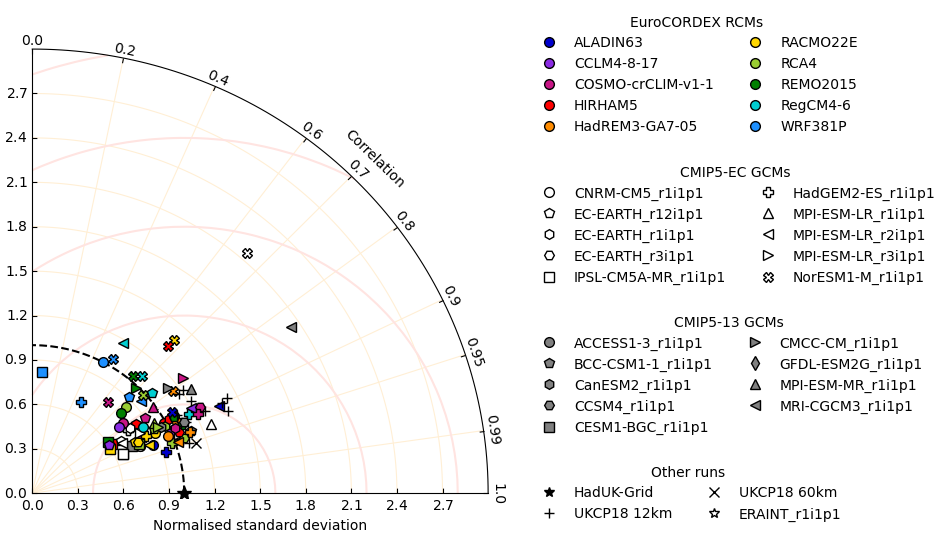 0.0
0.2
0.4
0.6
Correlation
0.7
0.8
0.9
0.95
0.99
1.0
2.7
2.4
2.1
1.8
1.5
1.2
0.9
0.6
0.3
0.0
0.0 0.3 0.6 0.9 1.2 1.5 1.8 2.1 2.4 2.7
Normalised standard deviation
EuroCORDEX RCMs
ALADIN63 RACMO22E
CCLM4-8-17 RCA4
COSMO-crCLIM-v1-1 REMO2015
HIRHAM5 RegCM4-6
HadREM3-GA7-05 WRF381P
CMIP5-EC GCMs
CNRM-CM5_r1i1p1 HadGEM2-ES_r1i1p1
EC-EARTH_r12i1p1 MPI-ESM-LR_r1i1p1
EC-EARTH_r1i1p1 MPI-ESM-LR_r2i1p1
EC-EARTH_r3i1p1 MPI-ESM-LR_r3i1p1
IPSL-CM5A-MR_r1i1p1 NorESM1-M_r1i1p1
CMIP5-13 GCMs
ACCESS1-3_r1i1p1 CMCC-CM_r1i1p1
BCC-CSM1-1_r1i1p1 GFDL-ESM2G_r1i1p1
CanESM2_r1i1p1 MPI-ESM-MR_r1i1p1
CCSM4_r1i1p1 MRI-CGCM3_r1i1p1
CESM1-BGC_r1i1p1
Other runs
HadUK-Grid UKCP18 60km
UKCP18 12km ERAINT_r1i1p1